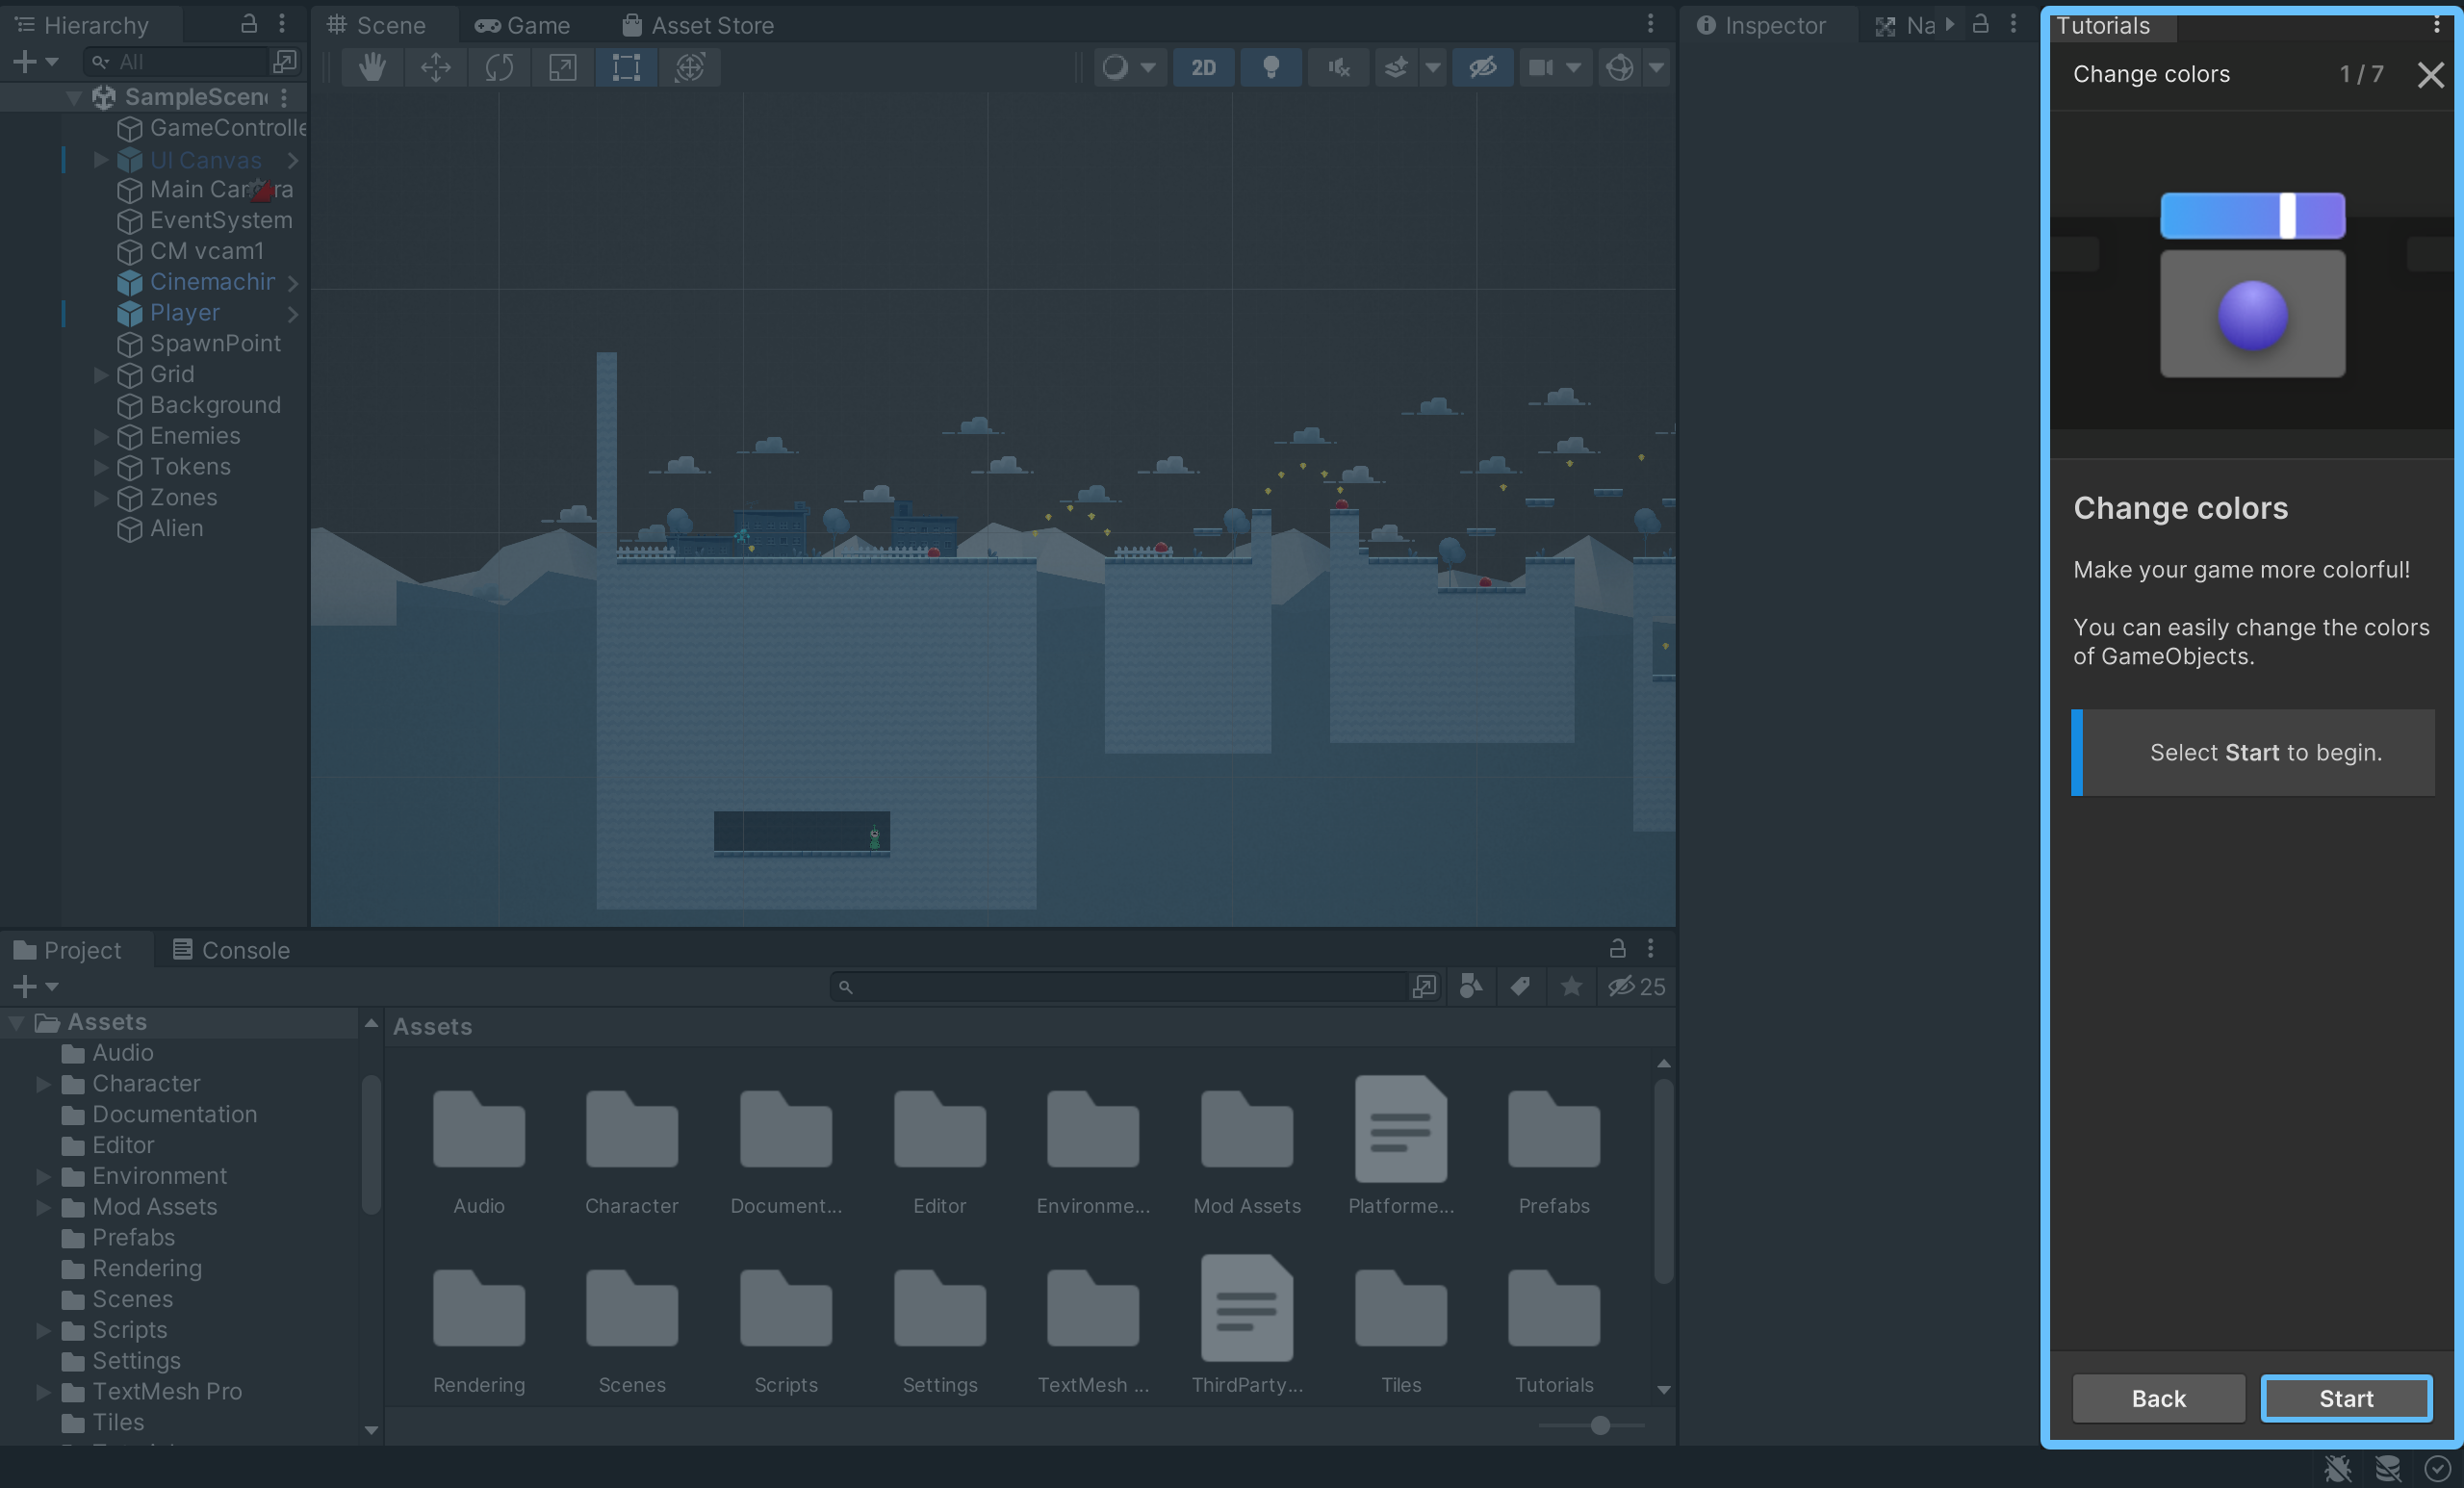 Hierarchy
Scene
Game
Asset Store
Inspector
Na
Tutorials
All
2D
Change colors
1 / 7
SampleScen
GameControlle
UI Canvas
Main Camera
EventSystem
CM vcam1
Cinemachin
Player
SpawnPoint
Grid
Background
Enemies
Tokens
Zones
Alien
Change colors
Make your game more colorful!
You can easily change the colors
of GameObjects.
Select Start to begin.
Back
Start
Project
Console
25
Assets
Audio
Character
Documentation
Editor
Environment
Mod Assets
Prefabs
Rendering
Scenes
Scripts
Settings
TextMesh Pro
Tiles
Assets
Audio
Character
Document...
Editor
Environme...
Mod Assets
Platforme...
Prefabs
Rendering
Scenes
Scripts
Settings
TextMesh ...
ThirdParty...
Tiles
Tutorials